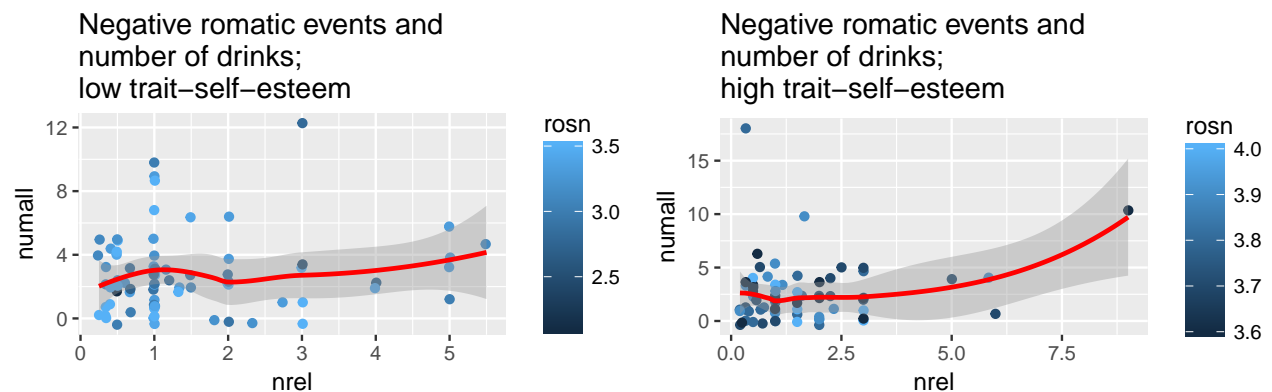 Negative romatic events and
number of drinks;
low trait−self−esteem
12
8
4
0
0
1
2
3
4
5
nrel
numall
rosn
3.5
3.0
2.5
Negative romatic events and
number of drinks;
high trait−self−esteem
15
10
5
0
0.0
2.5
5.0
7.5
nrel
numall
rosn
4.0
3.9
3.8
3.7
3.6